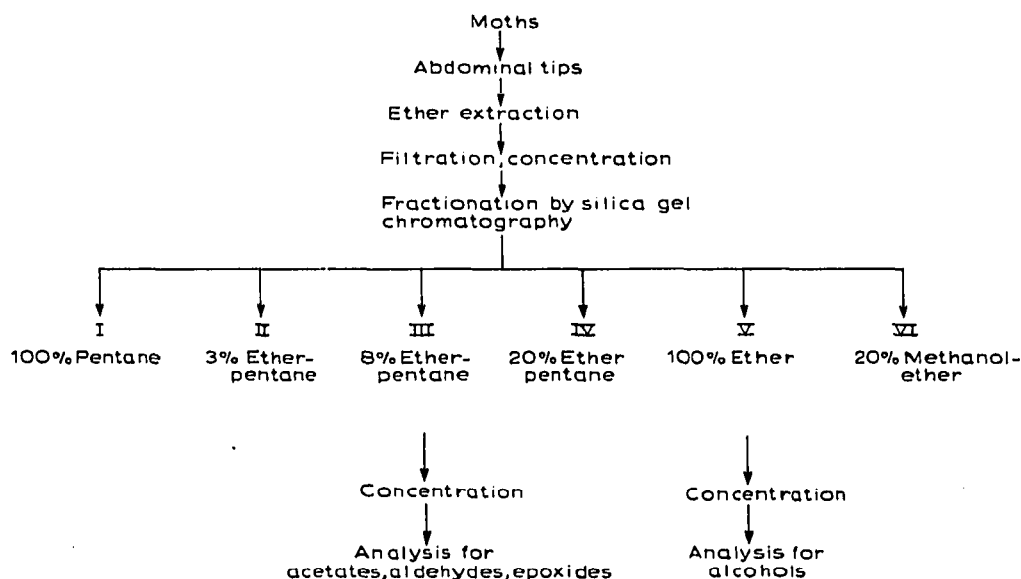 Moths
Abdominal tips
Ether extraction
Filtration, concentration
Fractionation by silica gel
chromatography
I
II
III
IV
V
VI
100% Pentane
3% Ether-
pentane
8% Ether-
pentane
20% Ether
pentane
100% Ether
20% Methanol-
ether
Concentration
Concentration
Analysis for
acetates, aldehydes, epoxides
Analysis for
alcohols